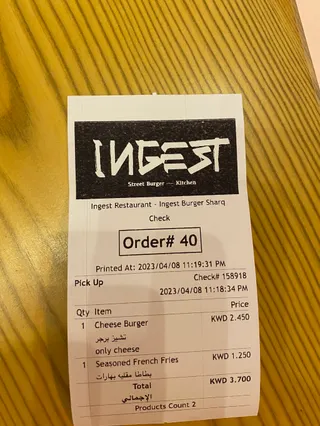 INGEST
Street Burger — Kitchen
Ingest Restaurant - Ingest Burger Sharq
Check
Order# 40
Printed At: 2023/04/08 11:19:31 PM
Pick Up Check# 158918
2023/04/08 11:18:34 PM
Qty Item Price
1 Cheese Burger KWD 2.450
تشيز برجر
only cheese
1 Seasoned French Fries KWD 1.250
بطاطا مقليه بهارات
Total KWD 3.700
الإجمالي
Products Count 2